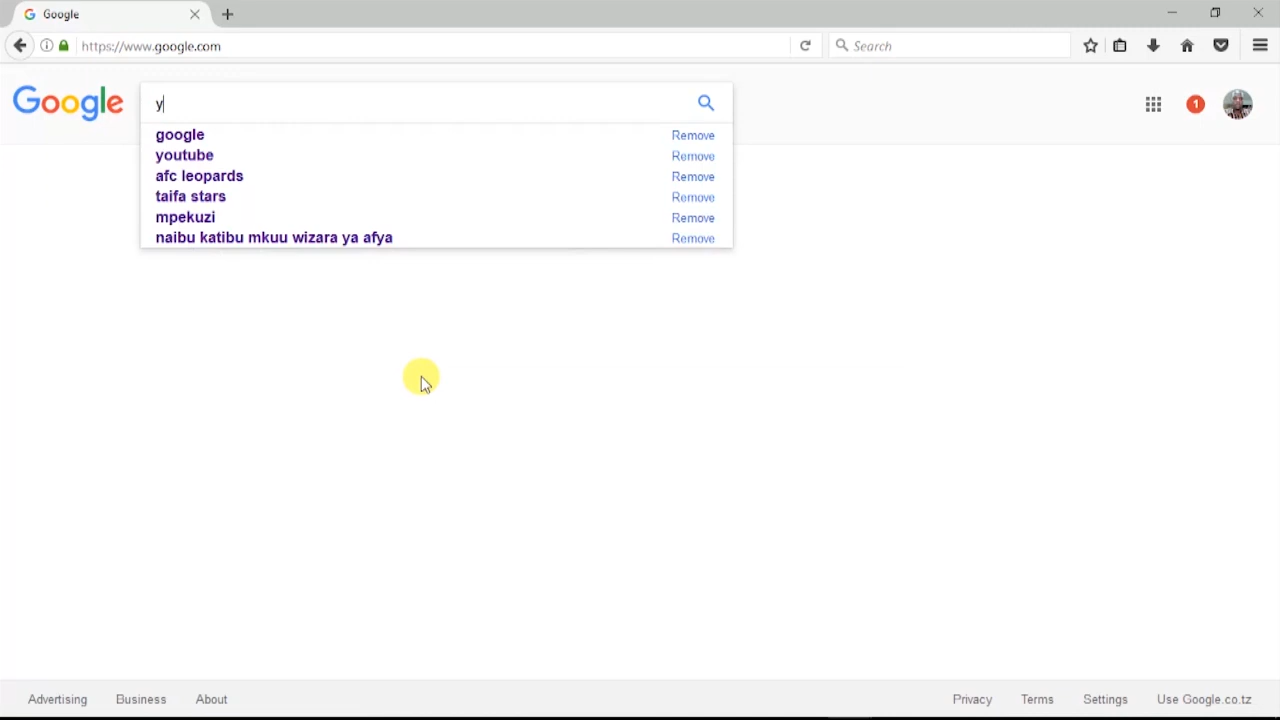 Google
https://www.google.com
Search
Google
y
1
google Remove
youtube Remove
afc leopards Remove
taifa stars Remove
mpekuzi Remove
naibu katibu mkuu wizara ya afya Remove
Advertising Business About Privacy Terms Settings Use Google.co.tz